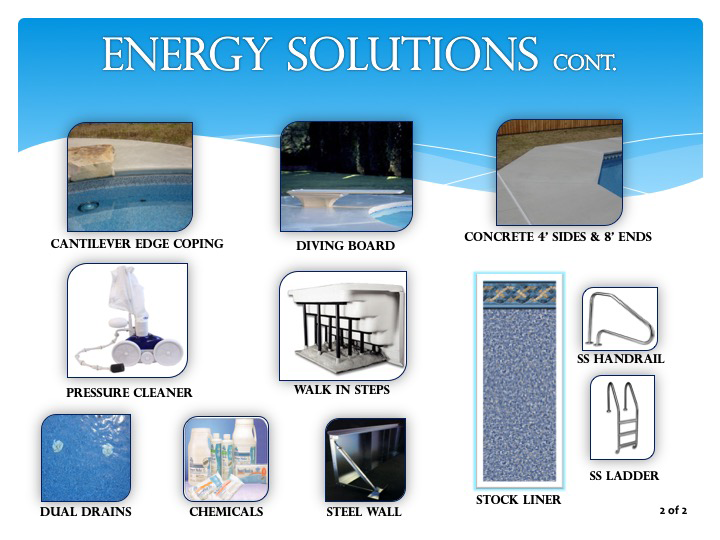 ENERGY SOLUTIONS CONT.
CANTILEVER EDGE COPING
DIVING BOARD
CONCRETE 4' SIDES & 8' ENDS
PRESSURE CLEANER
WALK IN STEPS
SS HANDRAIL
SS LADDER
DUAL DRAINS
CHEMICALS
STEEL WALL
STOCK LINER
2 of 2